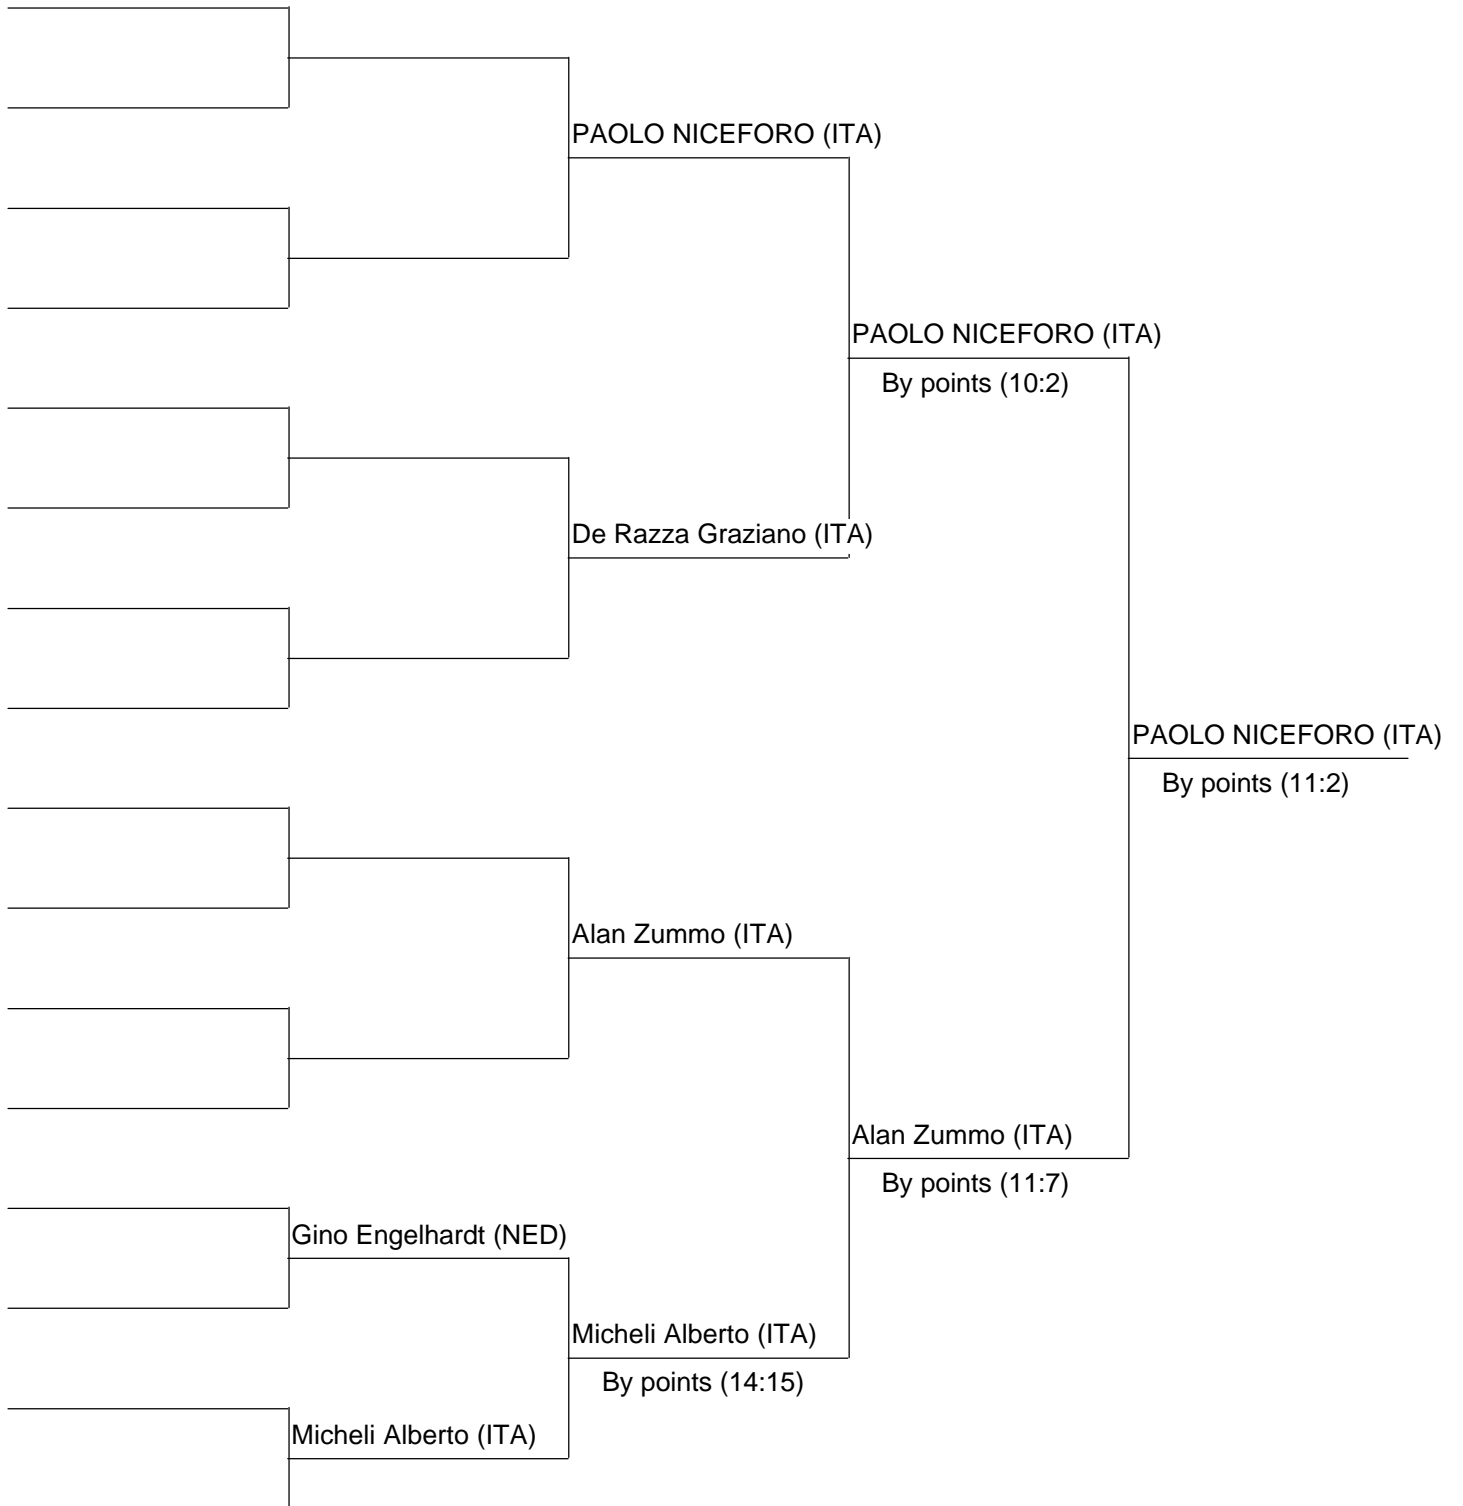 PAOLO NICEFORO (ITA)
PAOLO NICEFORO (ITA)
By points (10:2)
De Razza Graziano (ITA)
PAOLO NICEFORO (ITA)
By points (11:2)
Alan Zummo (ITA)
Alan Zummo (ITA)
By points (11:7)
Gino Engelhardt (NED)
Micheli Alberto (ITA)
By points (14:15)
Micheli Alberto (ITA)